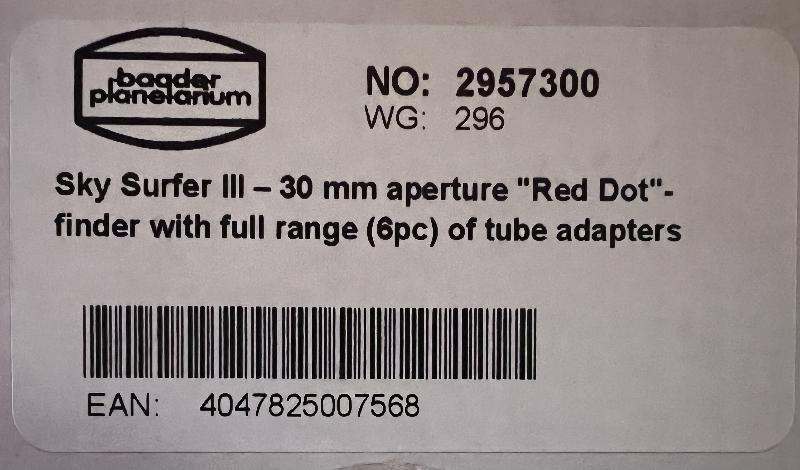 baader
planetarium
NO: 2957300
WG: 296
Sky Surfer III – 30 mm aperture "Red Dot"-
finder with full range (6pc) of tube adapters
EAN: 4047825007568